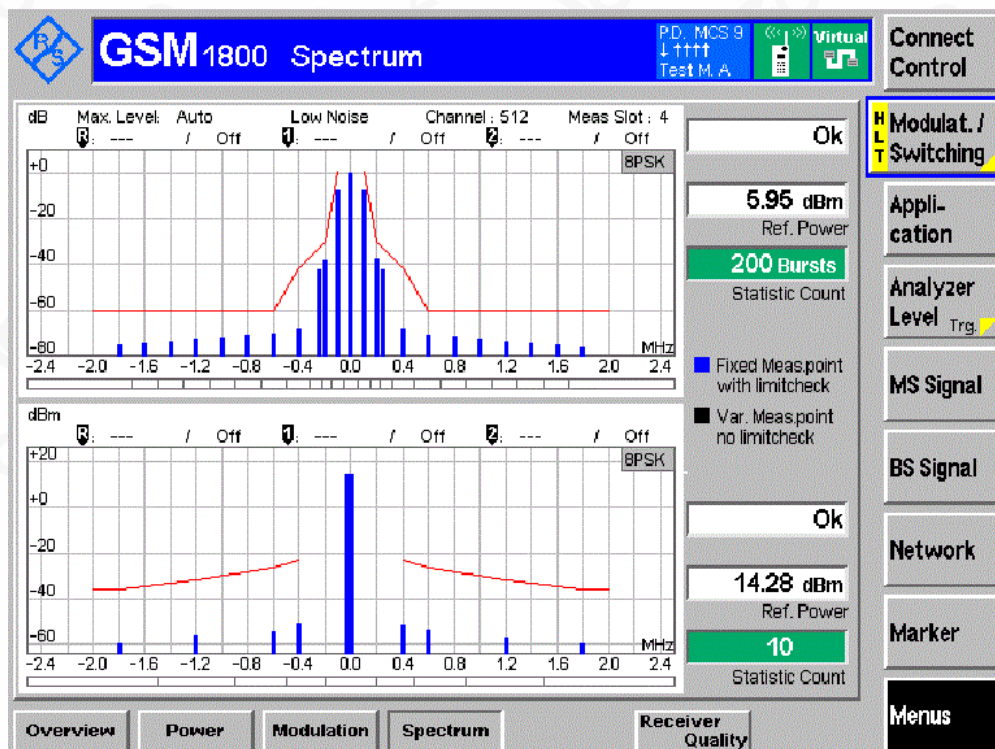 R/S
GSM 1800 Spectrum
P.D. MCS 9
↓ ↑↑↑↑
Test M. A.
Virtual
Connect Control
dB Max. Level: Auto Low Noise Channel : 512 Meas Slot : 4
R: --- / Off 1: --- / Off 2: --- / Off
8PSK
+0
-20
-40
-60
-80
MHz
-2.4 -2.0 -1.6 -1.2 -0.8 -0.4 0.0 0.4 0.8 1.2 1.6 2.0 2.4
Ok
5.95 dBm
Ref. Power
200 Bursts
Statistic Count
Fixed Meas.point
with limitcheck
Var. Meas.point
no limitcheck
dBm
R: --- / Off 1: --- / Off 2: --- / Off
8PSK
+20
+0
-20
-40
-60
MHz
-2.4 -2.0 -1.6 -1.2 -0.8 -0.4 0.0 0.4 0.8 1.2 1.6 2.0 2.4
Ok
14.28 dBm
Ref. Power
10
Statistic Count
HLT
Modulat. /
Switching
Appli-
cation
Analyzer
Level Trg.
MS Signal
BS Signal
Network
Marker
Menus
Overview Power Modulation Spectrum Receiver
Quality